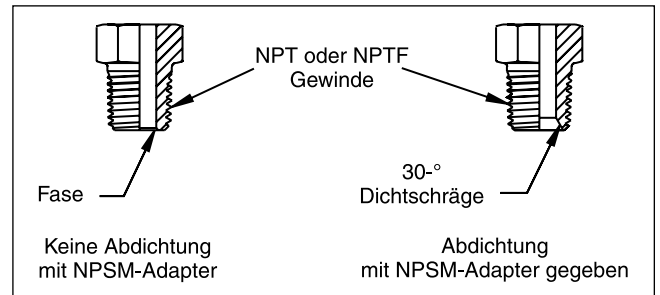 NPT oder NPTF
Gewinde
Fase
30-°
Dichtschräge
Keine Abdichtung
mit NPSM-Adapter
Abdichtung
mit NPSM-Adapter gegeben